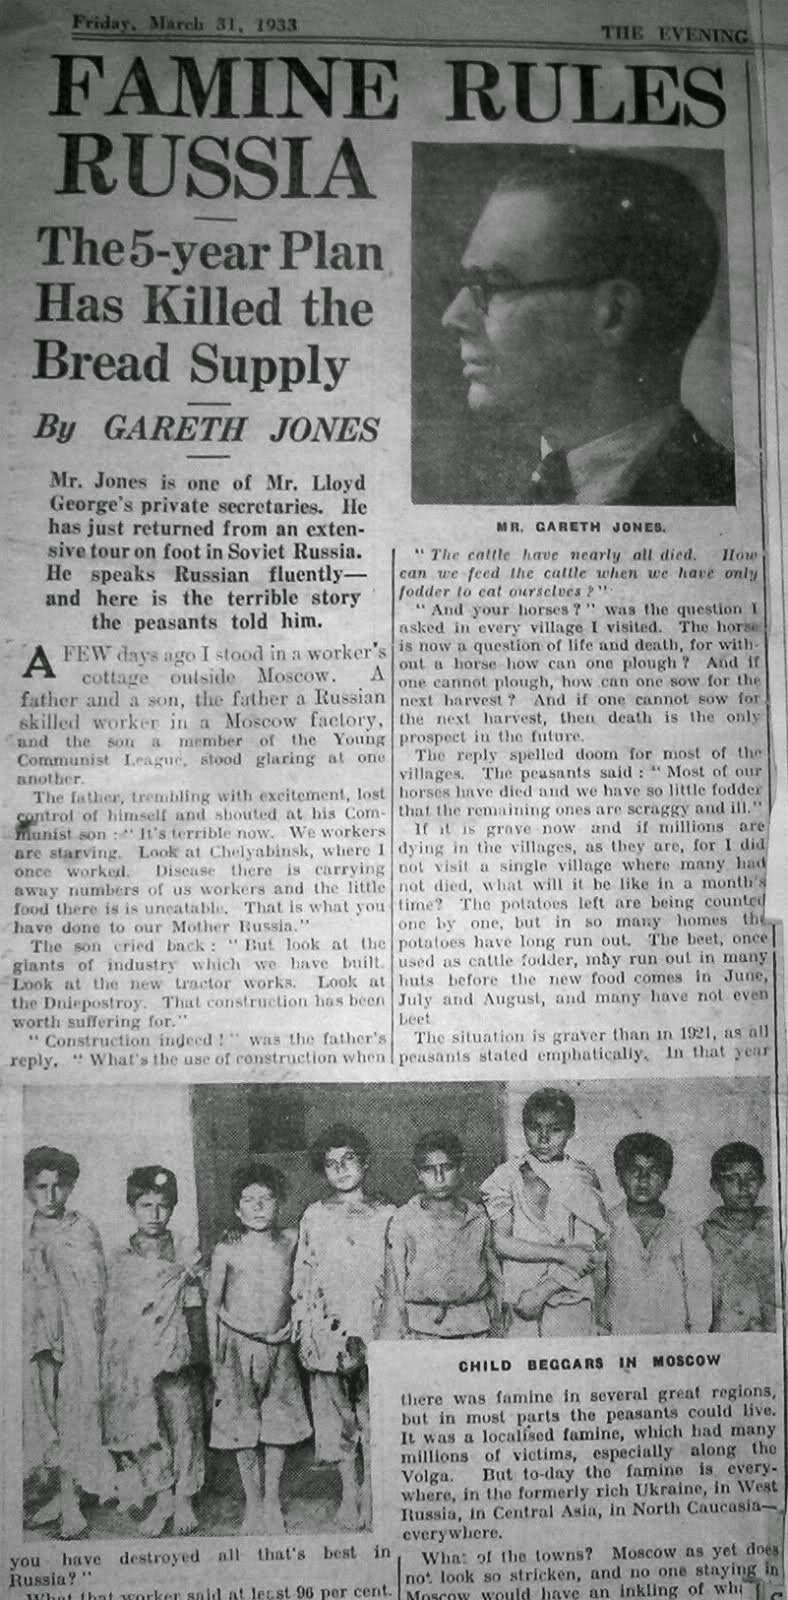 Friday, March 31, 1933
THE EVENING
FAMINE RULES
RUSSIA
The 5-year Plan
Has Killed the
Bread Supply
By GARETH JONES
Mr. Jones is one of Mr. Lloyd
George's private secretaries. He
has just returned from an exten-
sive tour on foot in Soviet Russia.
He speaks Russian fluently—
and here is the terrible story
the peasants told him.
A FEW days ago I stood in a worker's
cottage outside Moscow. A
father and a son, the father a Russian
skilled worker in a Moscow factory,
and the son a member of the Young
Communist League, stood glaring at one
another.
The father, trembling with excitement, lost
control of himself and shouted at his Com-
munist son: "It's terrible now. We workers
are starving. Look at Chelyabinsk, where I
once worked. Disease there is carrying
away numbers of us workers and the little
food there is is uneatable. That is what you
have done to our Mother Russia."
The son cried back: "But look at the
giants of industry which we have built.
Look at the new tractor works. Look at
the Dniepostroy. That construction has been
worth suffering for."
"Construction indeed!" was the father's
reply. "What's the use of construction when
you have destroyed all that's best in
Russia?"
What that worker said at least 96 per cent.
MR. GARETH JONES.
"The cattle have nearly all died. How
can we feed the cattle when we have only
fodder to eat ourselves?"
"And your horses?" was the question I
asked in every village I visited. The horse
is now a question of life and death, for with-
out a horse how can one plough? And if
one cannot plough, how can one sow for the
next harvest? And if one cannot sow for
the next harvest, then death is the only
prospect in the future.
The reply spelled doom for most of the
villages. The peasants said: "Most of our
horses have died and we have so little fodder
that the remaining ones are scraggy and ill."
If it is grave now and if millions are
dying in the villages, as they are, for I did
not visit a single village where many had
not died, what will it be like in a month's
time? The potatoes left are being counted
one by one, but in so many homes the
potatoes have long run out. The beet, once
used as cattle fodder, may run out in many
huts before the new food comes in June,
July and August, and many have not even
beet
The situation is graver than in 1921, as all
peasants stated emphatically. In that year
CHILD BEGGARS IN MOSCOW
there was famine in several great regions,
but in most parts the peasants could live.
It was a localised famine, which had many
millions of victims, especially along the
Volga. But to-day the famine is every-
where, in the formerly rich Ukraine, in West
Russia, in Central Asia, in North Caucasia—
everywhere.
What of the towns? Moscow as yet does
not look so stricken, and no one staying in
Moscow would have an inkling of